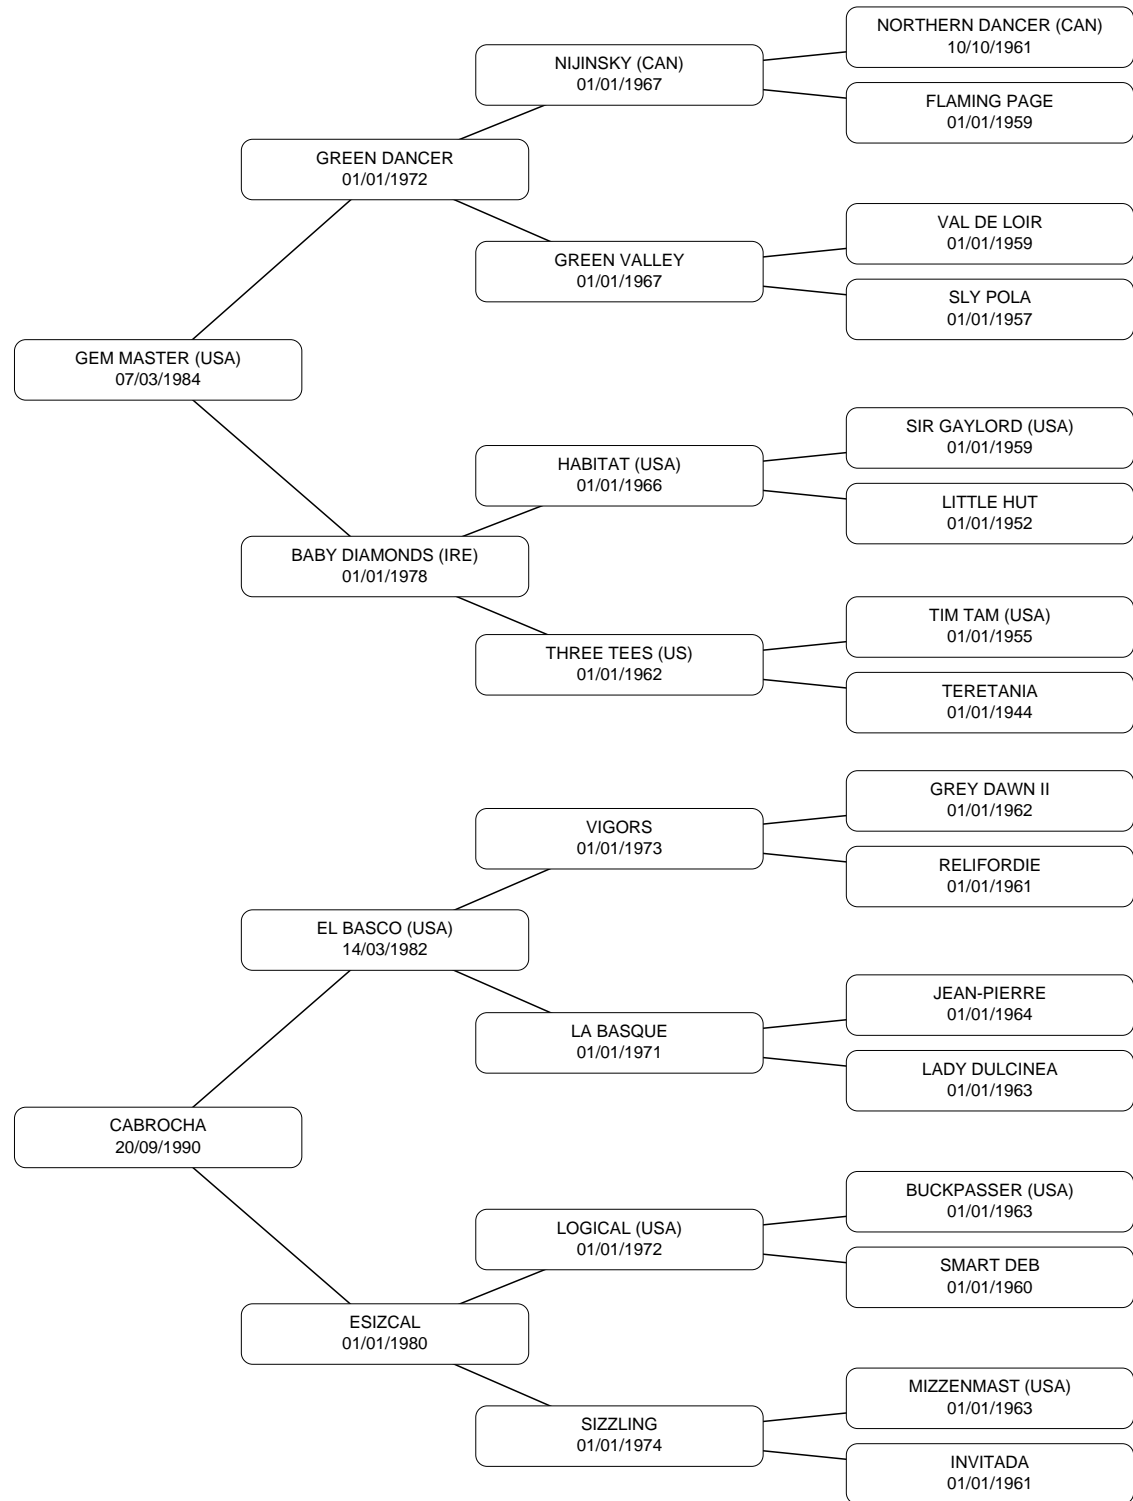 NORTHERN DANCER (CAN)
10/10/1961
NIJINSKY (CAN)
01/01/1967
FLAMING PAGE
01/01/1959
GREEN DANCER
01/01/1972
VAL DE LOIR
01/01/1959
GREEN VALLEY
01/01/1967
SLY POLA
01/01/1957
GEM MASTER (USA)
07/03/1984
SIR GAYLORD (USA)
01/01/1959
HABITAT (USA)
01/01/1966
LITTLE HUT
01/01/1952
BABY DIAMONDS (IRE)
01/01/1978
TIM TAM (USA)
01/01/1955
THREE TEES (US)
01/01/1962
TERETANIA
01/01/1944
GREY DAWN II
01/01/1962
VIGORS
01/01/1973
RELIFORDIE
01/01/1961
EL BASCO (USA)
14/03/1982
JEAN-PIERRE
01/01/1964
LA BASQUE
01/01/1971
LADY DULCINEA
01/01/1963
CABROCHA
20/09/1990
BUCKPASSER (USA)
01/01/1963
LOGICAL (USA)
01/01/1972
SMART DEB
01/01/1960
ESIZCAL
01/01/1980
MIZZENMAST (USA)
01/01/1963
SIZZLING
01/01/1974
INVITADA
01/01/1961